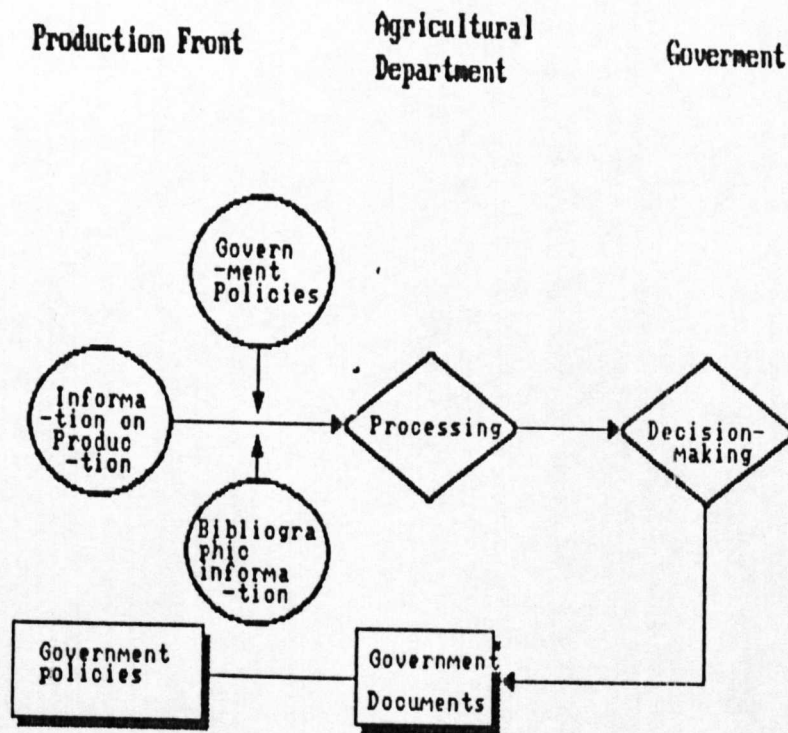 Production Front
Agricultural
Department
Goverment
Govern
-ment
Policies
Informa
-tion on
Produc
-tion
Processing
Decision-
making
Bibliogra
phic
informa
-tion
Government
policies
Government
Documents